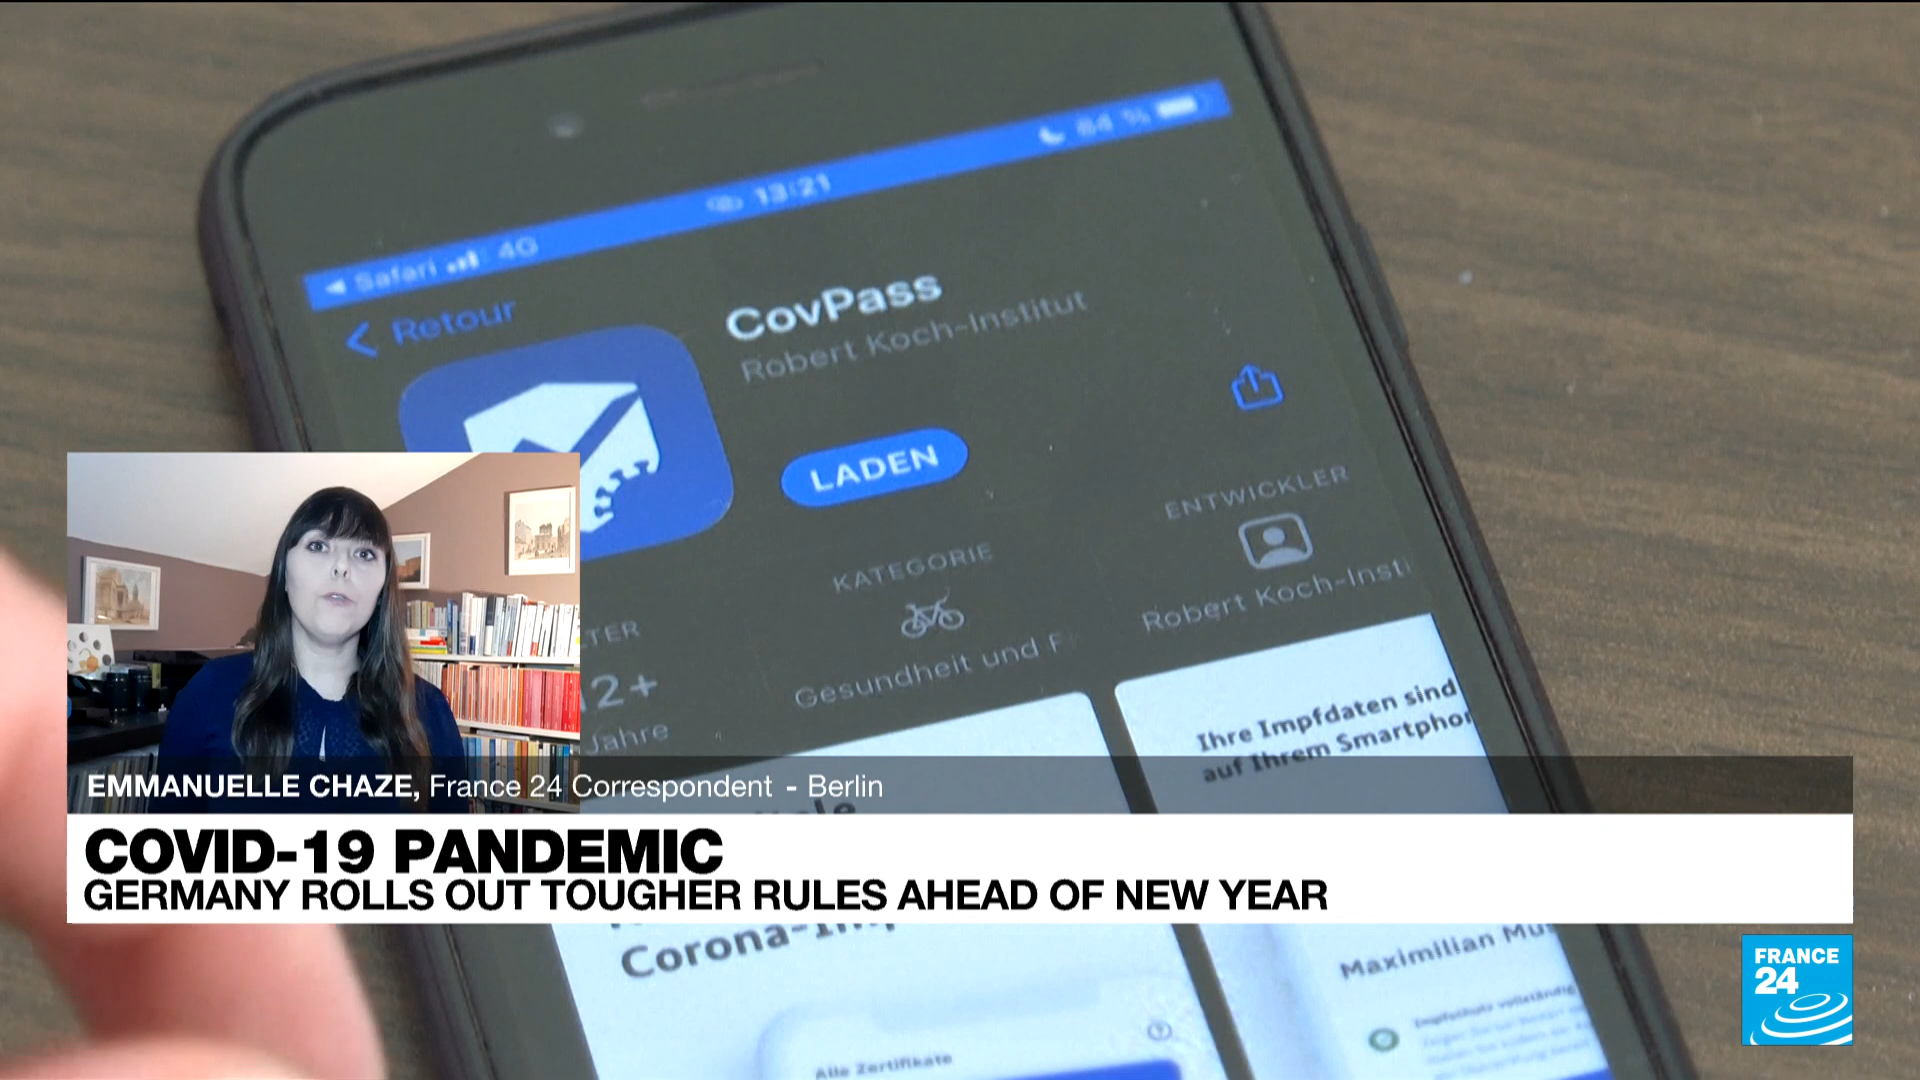 Safari 4G
13:21
84 %
Retour
CovPass
Robert Koch-Institut
LADEN
KATEGORIE
Gesundheit und F
ENTWICKLER
Robert Koch-Insti
12+
Jahre
Ihre Impfdaten sind
auf Ihrem Smartphon
EMMANUELLE CHAZE, France 24 Correspondent - Berlin
COVID-19 PANDEMIC
GERMANY ROLLS OUT TOUGHER RULES AHEAD OF NEW YEAR
Maximilian Mus
Alle Zertifikate
FRANCE
24